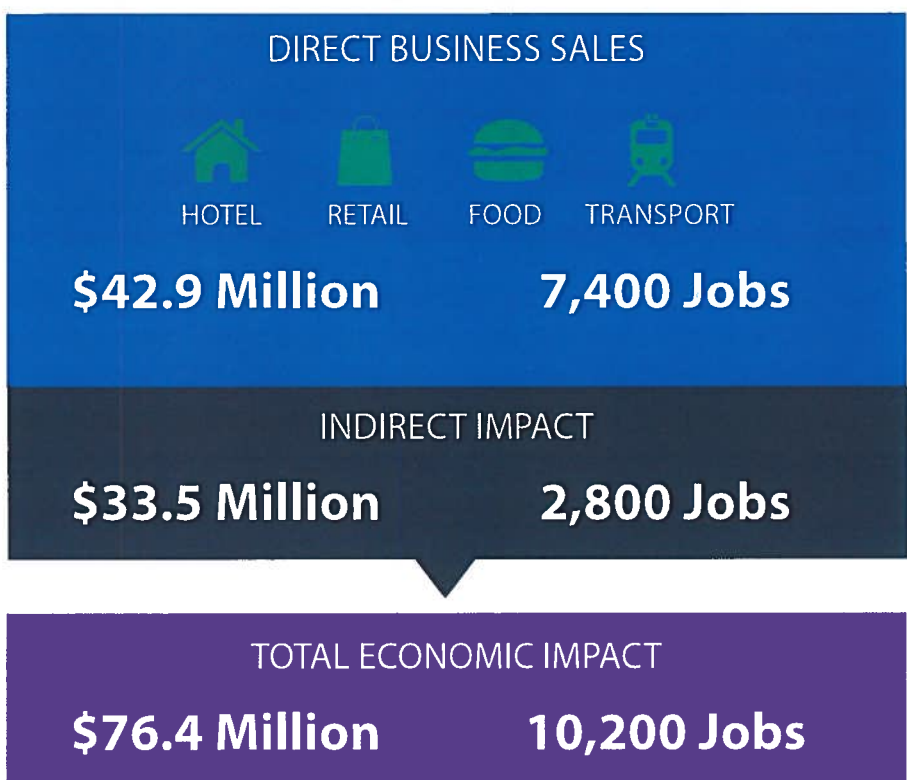 DIRECT BUSINESS SALES
HOTEL RETAIL FOOD TRANSPORT
$42.9 Million 7,400 Jobs
INDIRECT IMPACT
$33.5 Million 2,800 Jobs
TOTAL ECONOMIC IMPACT
$76.4 Million 10,200 Jobs